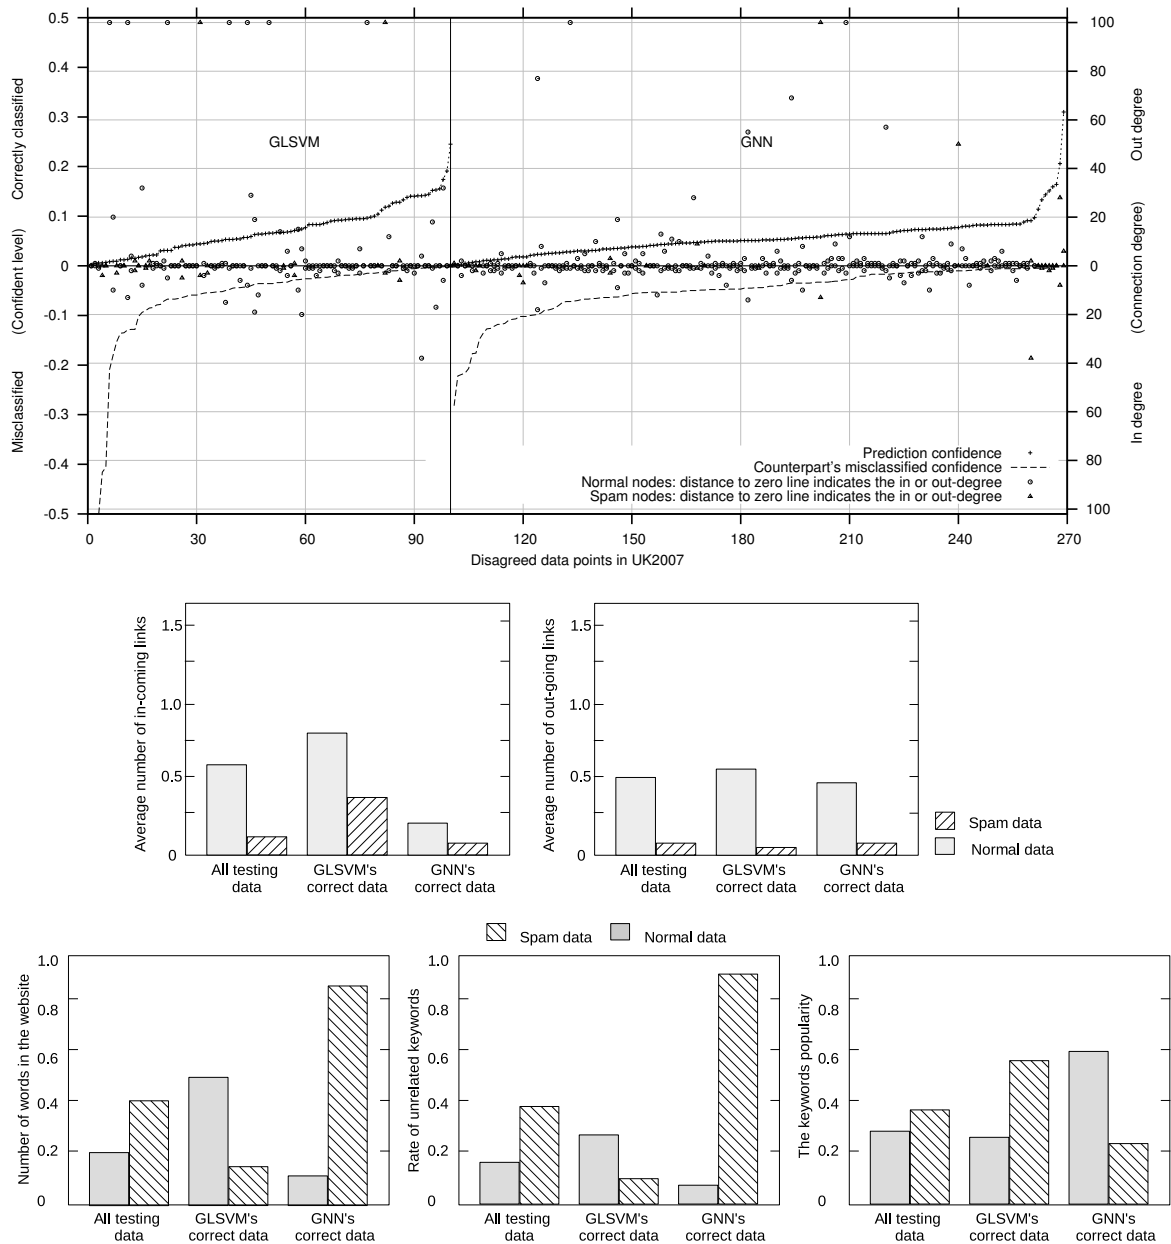 0.5
0.4
0.3
0.2
0.1
0
-0.1
-0.2
-0.3
-0.4
-0.5
Correctly classified
(Confident level)
Misclassified
GLSVM
GNN
100
80
60
40
20
0
20
40
60
80
100
Out degree
(Connection degree)
In degree
Prediction confidence
Counterpart's misclassified confidence
Normal nodes: distance to zero line indicates the in or out-degree
Spam nodes: distance to zero line indicates the in or out-degree
0 30 60 90 120 150 180 210 240 270
Disagreed data points in UK2007
Average number of in-coming links
1.5
1.0
0.5
0
All testing data
GLSVM's correct data
GNN's correct data
Average number of out-going links
1.5
1.0
0.5
0
All testing data
GLSVM's correct data
GNN's correct data
Spam data
Normal data
Spam data Normal data
Number of words in the website
1.0
0.8
0.6
0.4
0.2
0
All testing data
GLSVM's correct data
GNN's correct data
Rate of unrelated keywords
1.0
0.8
0.6
0.4
0.2
0
All testing data
GLSVM's correct data
GNN's correct data
The keywords popularity
1.0
0.8
0.6
0.4
0.2
0
All testing data
GLSVM's correct data
GNN's correct data